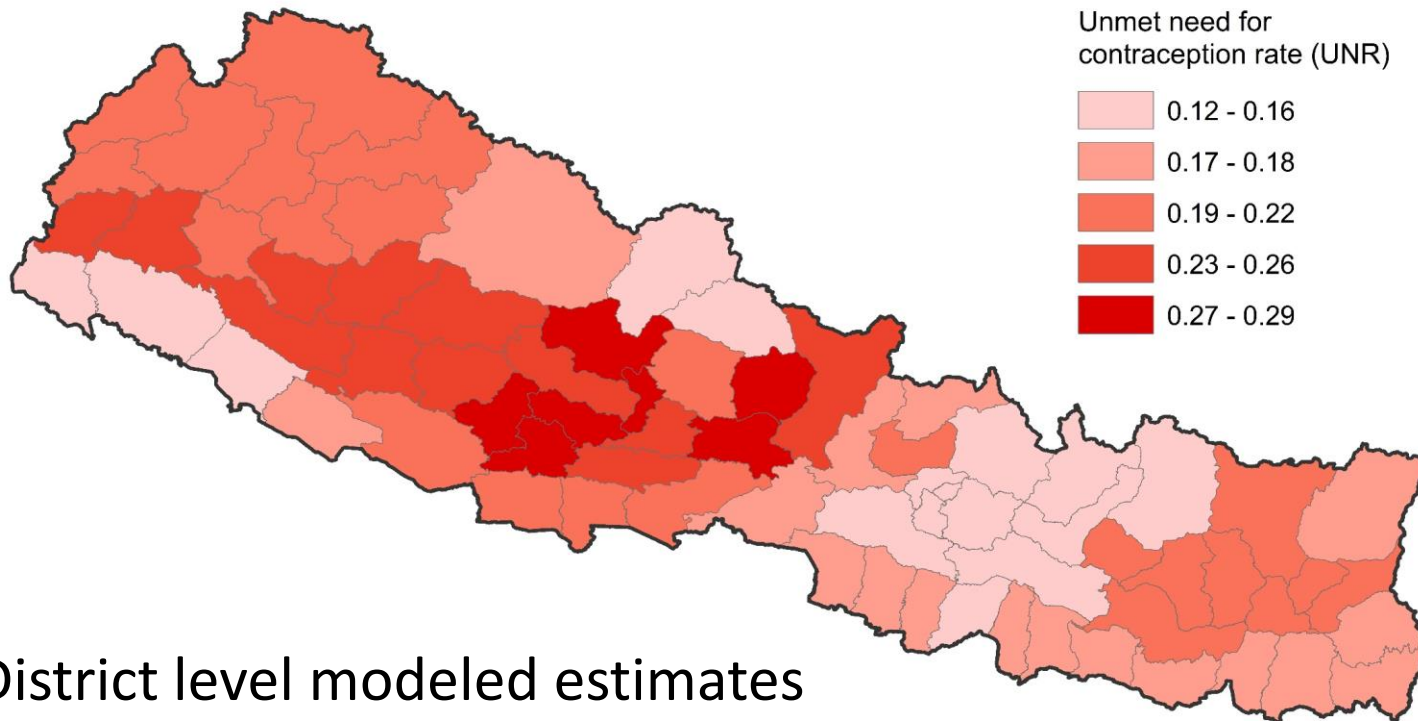 Unmet need for
contraception rate (UNR)
0.12 - 0.16
0.17 - 0.18
0.19 - 0.22
0.23 - 0.26
0.27 - 0.29
District level modeled estimates